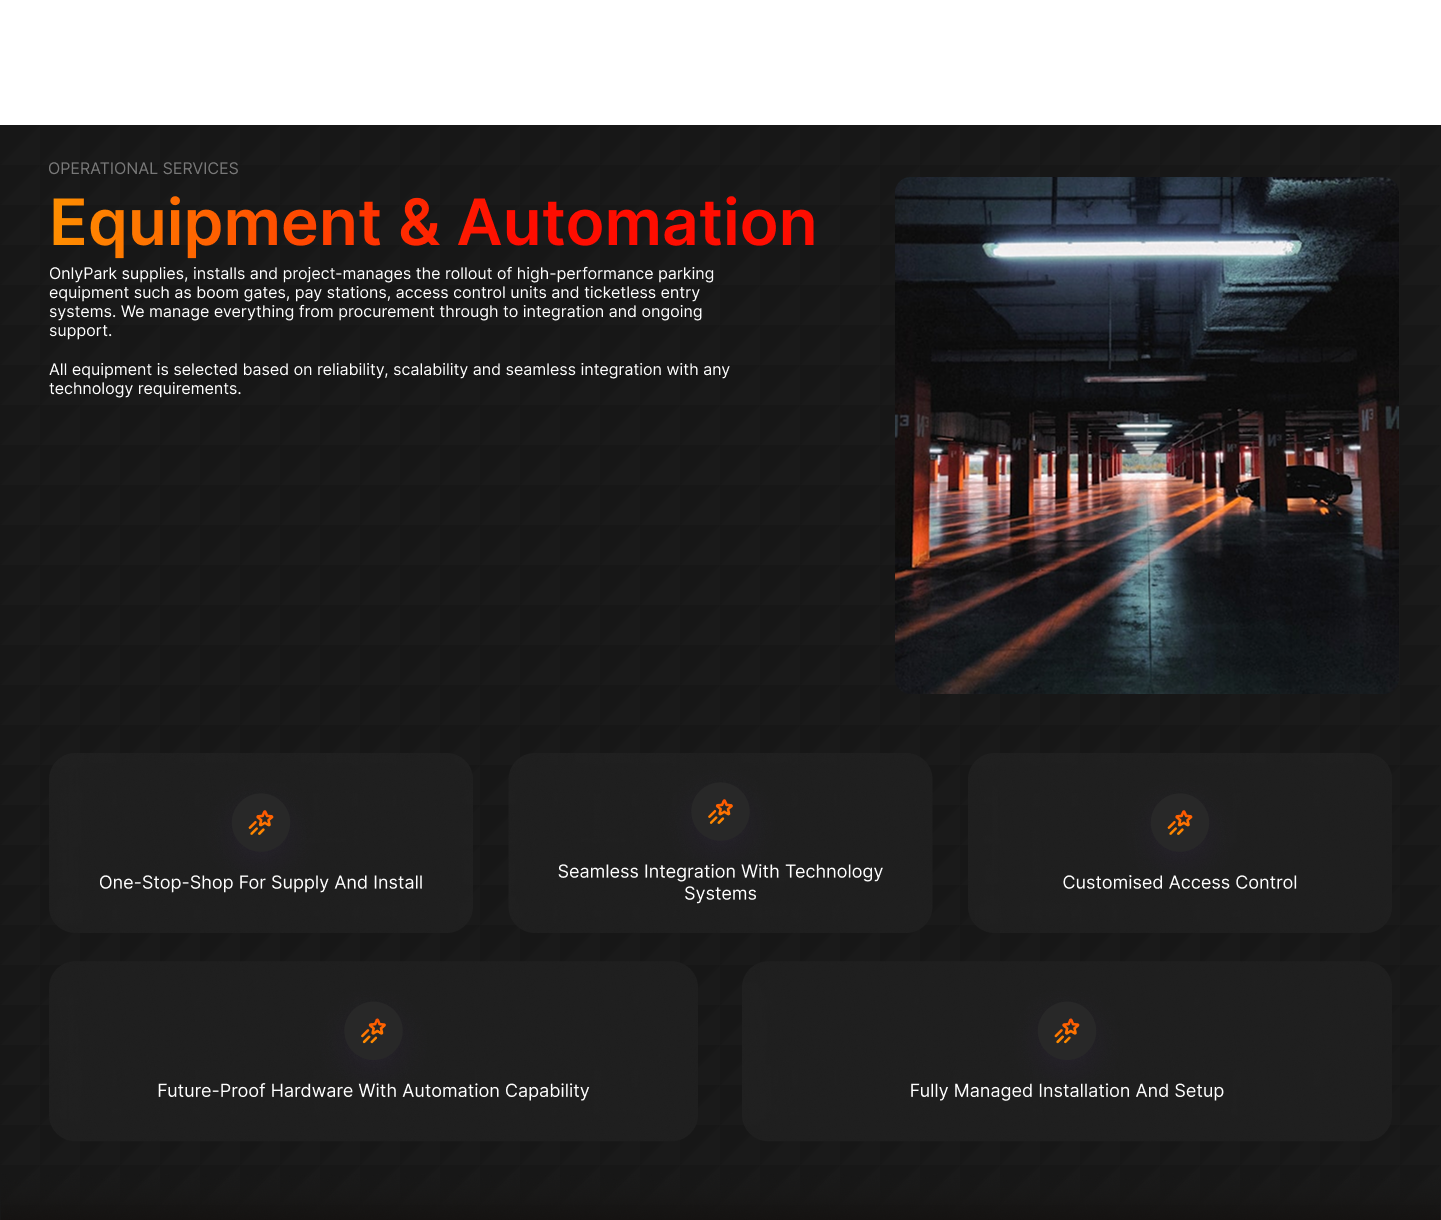 OPERATIONAL SERVICES
Equipment & Automation
OnlyPark supplies, installs and project-manages the rollout of high-performance parking
equipment such as boom gates, pay stations, access control units and ticketless entry
systems. We manage everything from procurement through to integration and ongoing
support.
All equipment is selected based on reliability, scalability and seamless integration with any
technology requirements.
One-Stop-Shop For Supply And Install
Seamless Integration With Technology
Systems
Customised Access Control
Future-Proof Hardware With Automation Capability
Fully Managed Installation And Setup